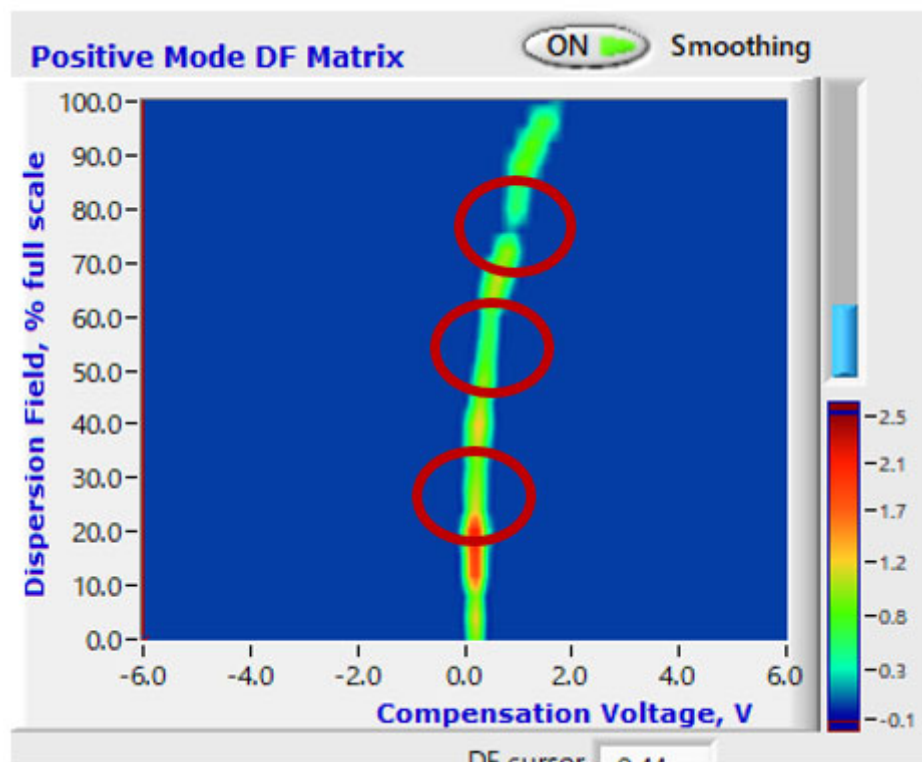 Positive Mode DF Matrix
ON
Smoothing
Dispersion Field, % full scale
100.0
90.0
80.0
70.0
60.0
50.0
40.0
30.0
20.0
10.0
0.0
-6.0 -4.0 -2.0 0.0 2.0 4.0 6.0
Compensation Voltage, V
2.5
2.1
1.7
1.2
0.8
0.3
-0.1
DF cursor